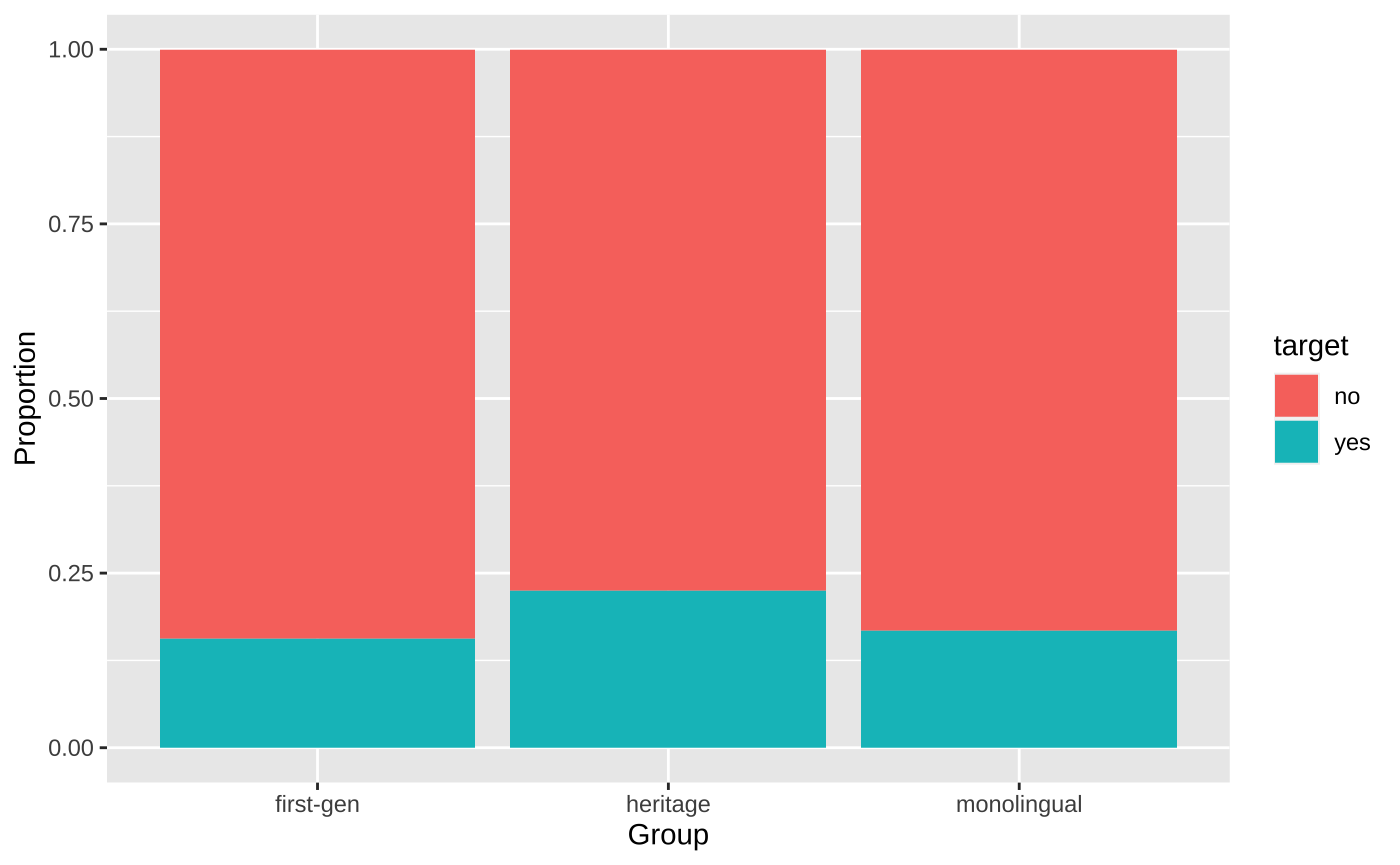 1.00
0.75
0.50
0.25
0.00
Proportion
first-gen heritage monolingual
Group
target
no
yes